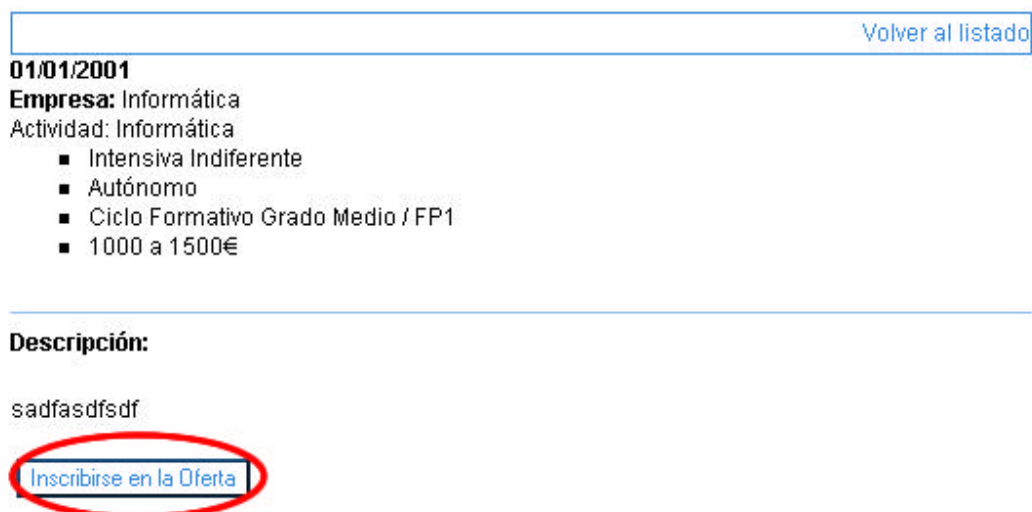 Volver al listado
01/01/2001
Empresa: Informática
Actividad: Informática
Intensiva Indiferente
Autónomo
Ciclo Formativo Grado Medio / FP1
1000 a 1500€
Descripción:
sadfasdfsdf
Inscribirse en la Oferta